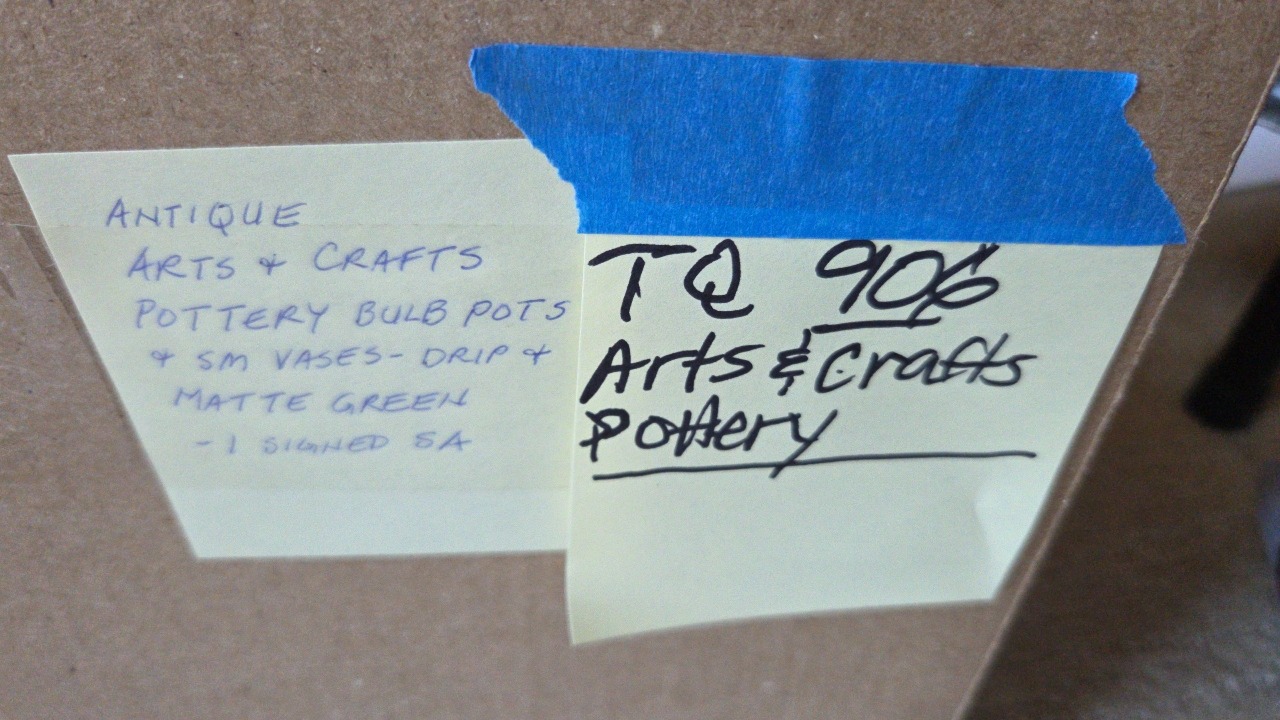 ANTIQUE
ARTS & CRAFTS
POTTERY BULB POTS
& SM VASES - DRIP &
MATTE GREEN
- 1 SIGNED SA
TQ 906
Arts & Crafts
Pottery